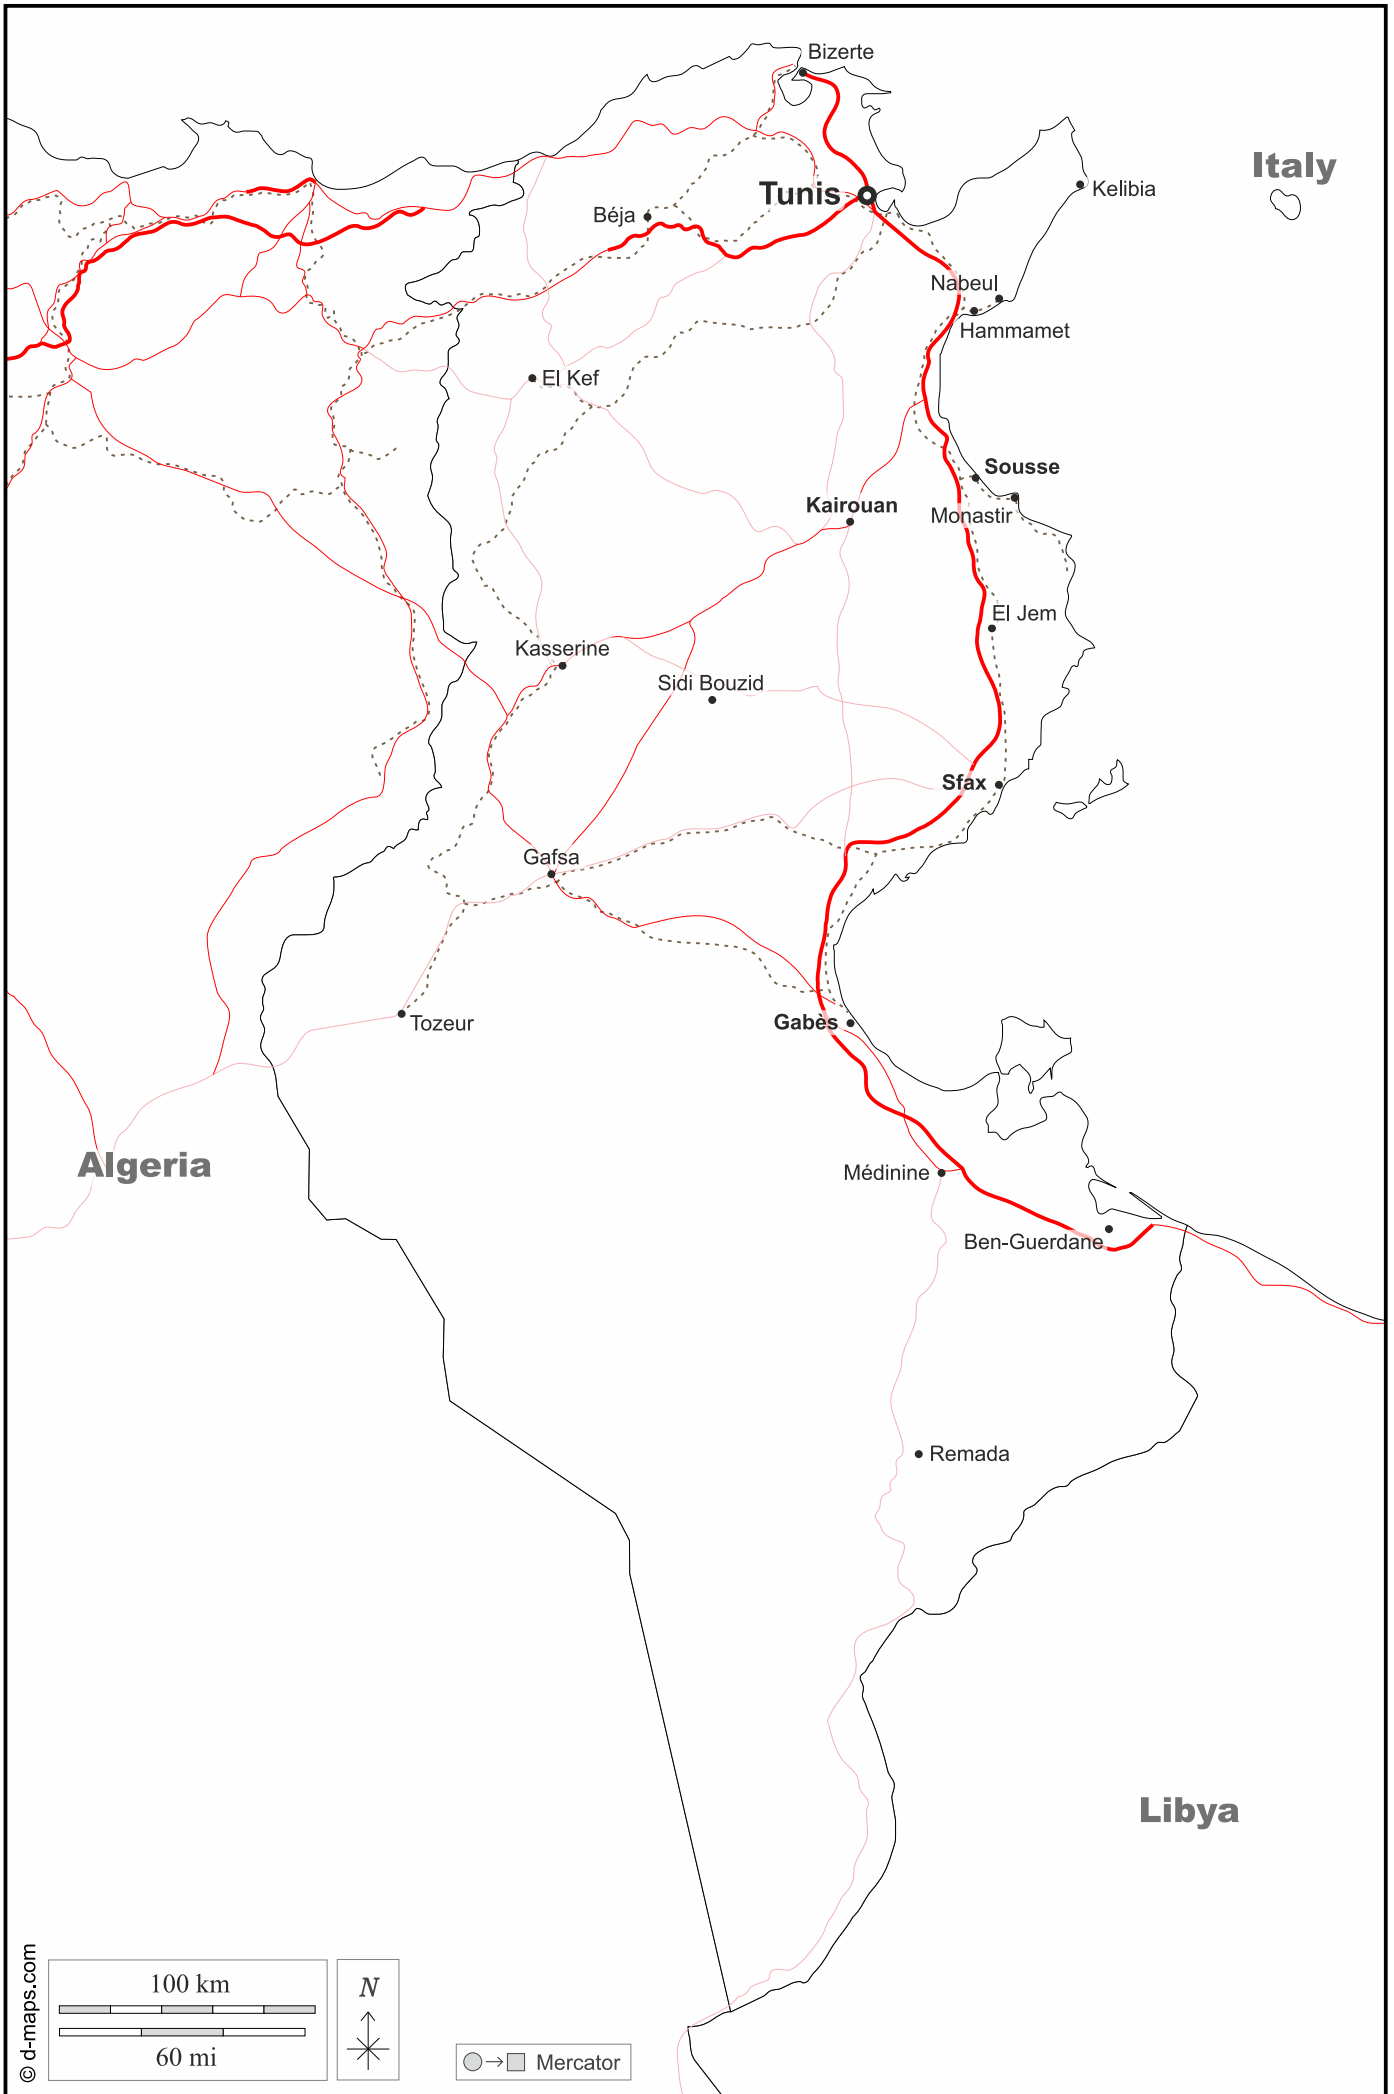 Bizerte
Italy
Kelibia
Tunis
Béja
Nabeul
Hammamet
El Kef
Sousse
Kairouan
Monastir
El Jem
Kasserine
Sidi Bouzid
Sfax
Gafsa
Tozeur
Gabès
Algeria
Médinine
Ben-Guerdane
Remada
Libya
© d-maps.com
100 km
60 mi
N
Mercator